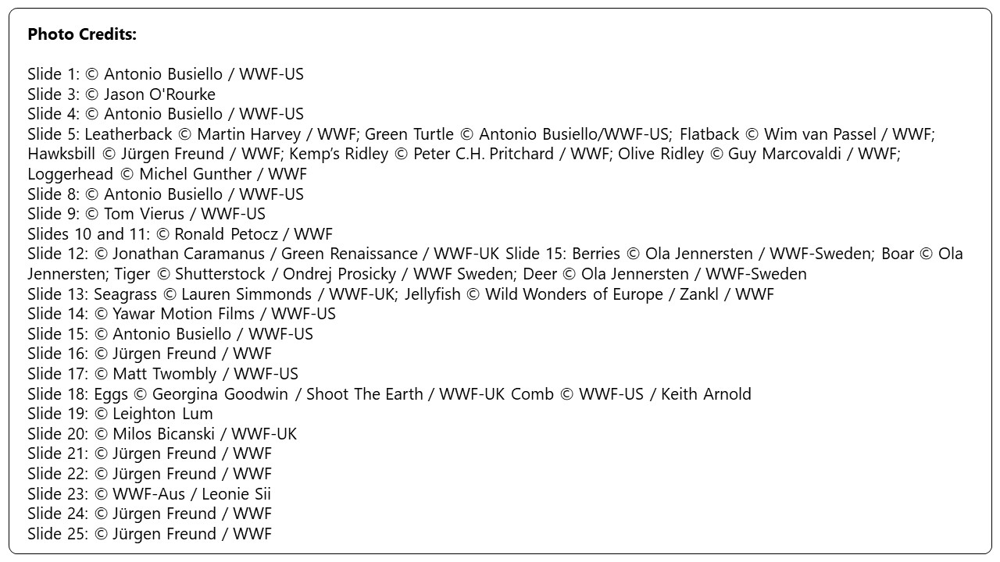 Photo Credits:
Slide 1: © Antonio Busiello / WWF-US
Slide 3: © Jason O'Rourke
Slide 4: © Antonio Busiello / WWF-US
Slide 5: Leatherback © Martin Harvey / WWF; Green Turtle © Antonio Busiello/WWF-US; Flatback © Wim van Passel / WWF;
Hawksbill © Jürgen Freund / WWF; Kemp’s Ridley © Peter C.H. Pritchard / WWF; Olive Ridley © Guy Marcovaldi / WWF;
Loggerhead © Michel Gunther / WWF
Slide 8: © Antonio Busiello / WWF-US
Slide 9: © Tom Vierus / WWF-US
Slides 10 and 11: © Ronald Petocz / WWF
Slide 12: © Jonathan Caramanus / Green Renaissance / WWF-UK Slide 15: Berries © Ola Jennersten / WWF-Sweden; Boar © Ola
Jennersten; Tiger © Shutterstock / Ondrej Prosicky / WWF Sweden; Deer © Ola Jennersten / WWF-Sweden
Slide 13: Seagrass © Lauren Simmonds / WWF-UK; Jellyfish © Wild Wonders of Europe / Zankl / WWF
Slide 14: © Yawar Motion Films / WWF-US
Slide 15: © Antonio Busiello / WWF-US
Slide 16: © Jürgen Freund / WWF
Slide 17: © Matt Twombly / WWF-US
Slide 18: Eggs © Georgina Goodwin / Shoot The Earth / WWF-UK Comb © WWF-US / Keith Arnold
Slide 19: © Leighton Lum
Slide 20: © Milos Bicanski / WWF-UK
Slide 21: © Jürgen Freund / WWF
Slide 22: © Jürgen Freund / WWF
Slide 23: © WWF-Aus / Leonie Sii
Slide 24: © Jürgen Freund / WWF
Slide 25: © Jürgen Freund / WWF